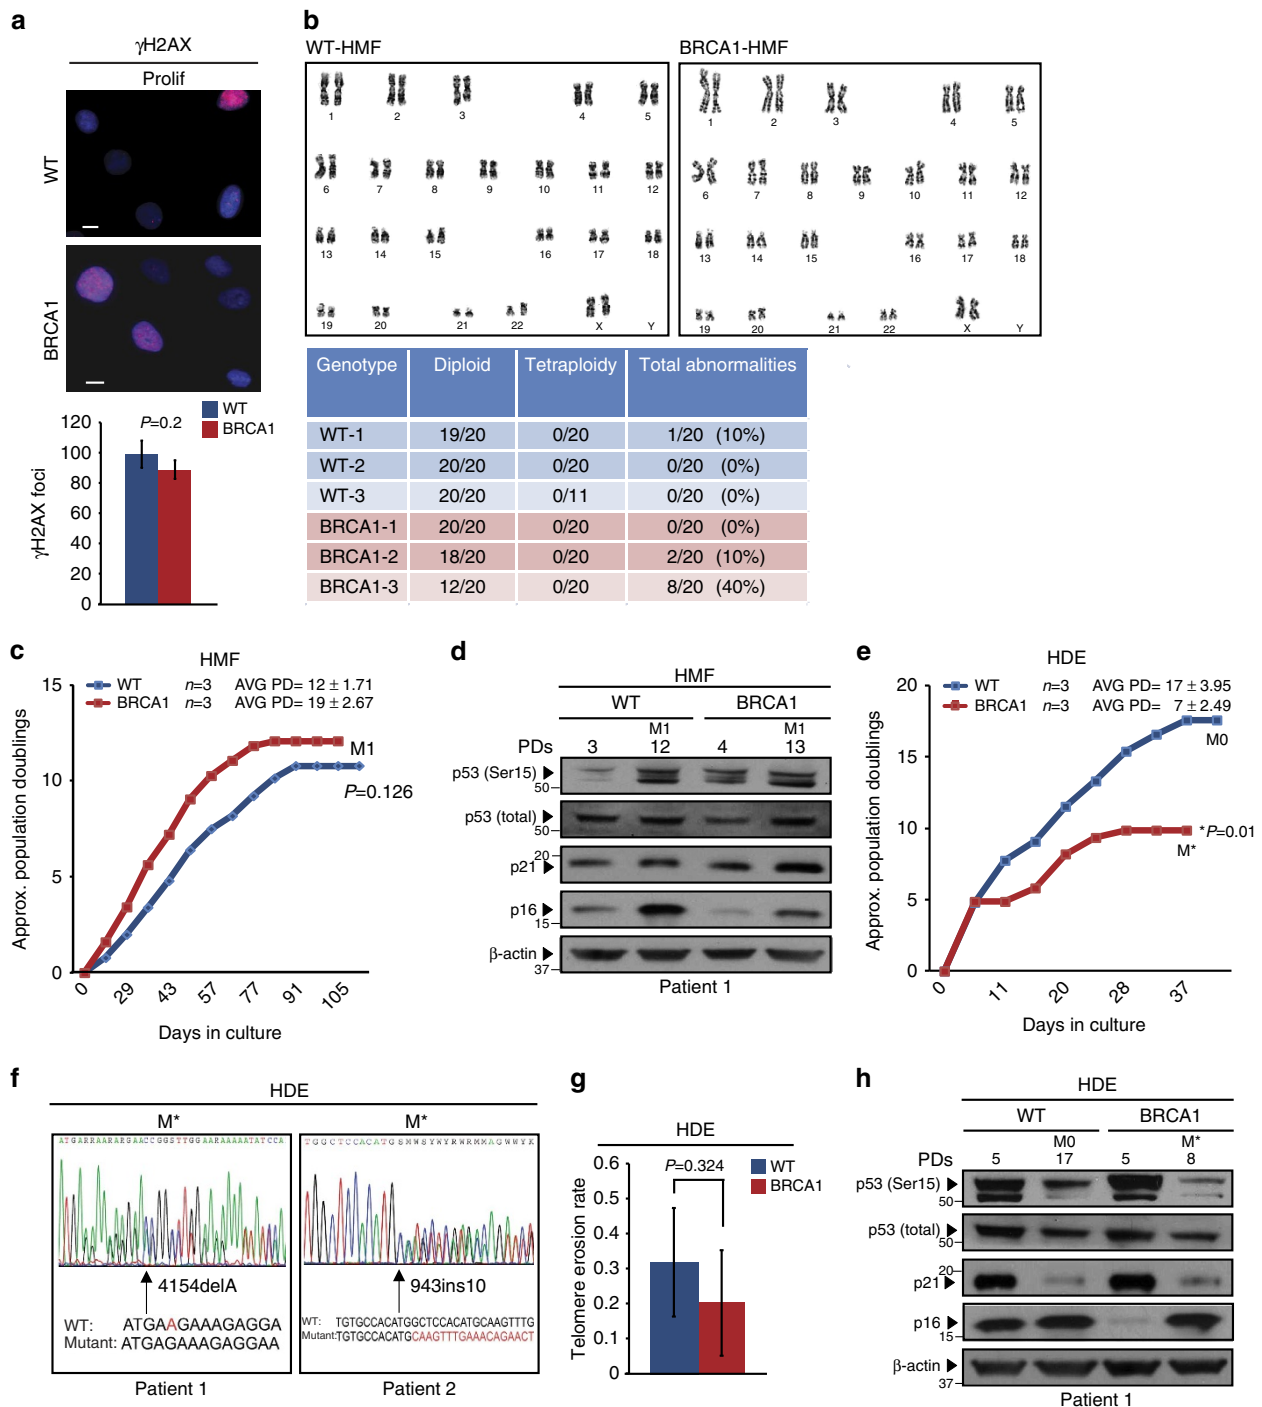 a
γH2AX
Prolif
WT
BRCA1
WT
BRCA1
P=0.2
γH2AX foci
120
100
80
60
40
20
0
b
WT-HMF
1 2 3 4 5
6 7 8 9 10 11 12
13 14 15 16 17 18
19 20 21 22 X Y
BRCA1-HMF
1 2 3 4 5
6 7 8 9 10 11 12
13 14 15 16 17 18
19 20 21 22 X Y
Genotype Diploid Tetraploidy Total abnormalities
WT-1 19/20 0/20 1/20 (10%)
WT-2 20/20 0/20 0/20 (0%)
WT-3 20/20 0/11 0/20 (0%)
BRCA1-1 20/20 0/20 0/20 (0%)
BRCA1-2 18/20 0/20 2/20 (10%)
BRCA1-3 12/20 0/20 8/20 (40%)
c
HMF
WT n=3 AVG PD= 12 ± 1.71
BRCA1 n=3 AVG PD= 19 ± 2.67
M1
P=0.126
Approx. population doublings
15
10
5
0
0 29 43 57 77 91 105
Days in culture
d
HMF
WT BRCA1
M1 M1
PDs 3 12 4 13
p53 (Ser15)
50
p53 (total)
50
20
p21
p16
15
β-actin
37
Patient 1
e
HDE
WT n=3 AVG PD= 17 ± 3.95
BRCA1 n=3 AVG PD= 7 ± 2.49
M0
*P=0.01
M*
Approx. population doublings
20
15
10
5
0
0 11 20 28 37
Days in culture
f
HDE
M* M*
ATGARRAARARGAACCGGSTTGGAARAAAAATATCCA
4154delA
WT: ATGAAGAAAGAGGA
Mutant: ATGAGAAAGAGGAA
Patient 1
TGGCTCCACATGSMWSYWYRWRMMAGWWYK
943ins10
WT: TGTGCCACATGGCTCCACATGCAAGTTTG
Mutant: TGTGCCACATGCAAGTTTGAAACAGAACT
Patient 2
g
HDE
P=0.324
WT
BRCA1
Telomere erosion rate
0.6
0.5
0.4
0.3
0.2
0.1
0
h
HDE
WT BRCA1
M0 M*
PDs 5 17 5 8
p53 (Ser15)
50
p53 (total)
50
20
p21
p16
15
β-actin
37
Patient 1